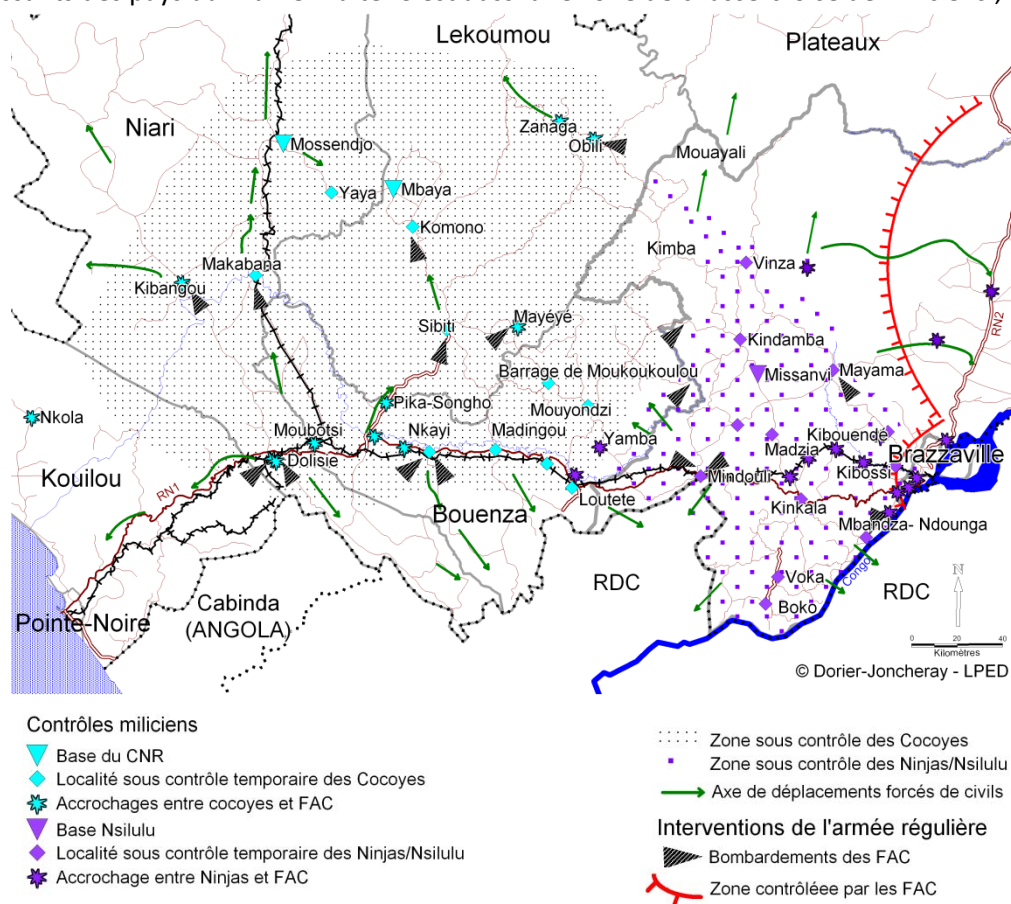 Lekoumou
Plateaux
Niari
Zanaga
Obili
Mossendjo
Mouayali
Yaya
Mbaya
Komono
Kimba
Makabana
Vinza
Kibangou
RN2
Sibiti
Mayéyé
Kindamba
Barrage de Moukoukoulou
Missanvi
Mayama
Pika-Songho
Mouyondzi
Nkola
Moubotsi
Nkayi
Madingou
Yamba
Kibouende
Madzia
Brazzaville
Dolisie
Kibossi
Kouilou
RN1
Mindouli
Loutete
Kinkala
Bouenza
Mbandza- Ndounga
RDC
Voka
Congo
RDC
N
Cabinda
(ANGOLA)
Boko
Pointe-Noire
0 20 40
Kilomètres
© Dorier-Joncheray - LPED
Contrôles miliciens
Base du CNR
Localité sous contrôle temporaire des Cocoyes
Accrochages entre cocoyes et FAC
Base Nsilulu
Localité sous contrôle temporaire des Ninjas/Nsilulu
Accrochage entre Ninjas et FAC
Zone sous contrôle des Cocoyes
Zone sous contrôle des Ninjas/Nsilulu
Axe de déplacements forcés de civils
Interventions de l'armée régulière
Bombardements des FAC
Zone contrôléee par les FAC